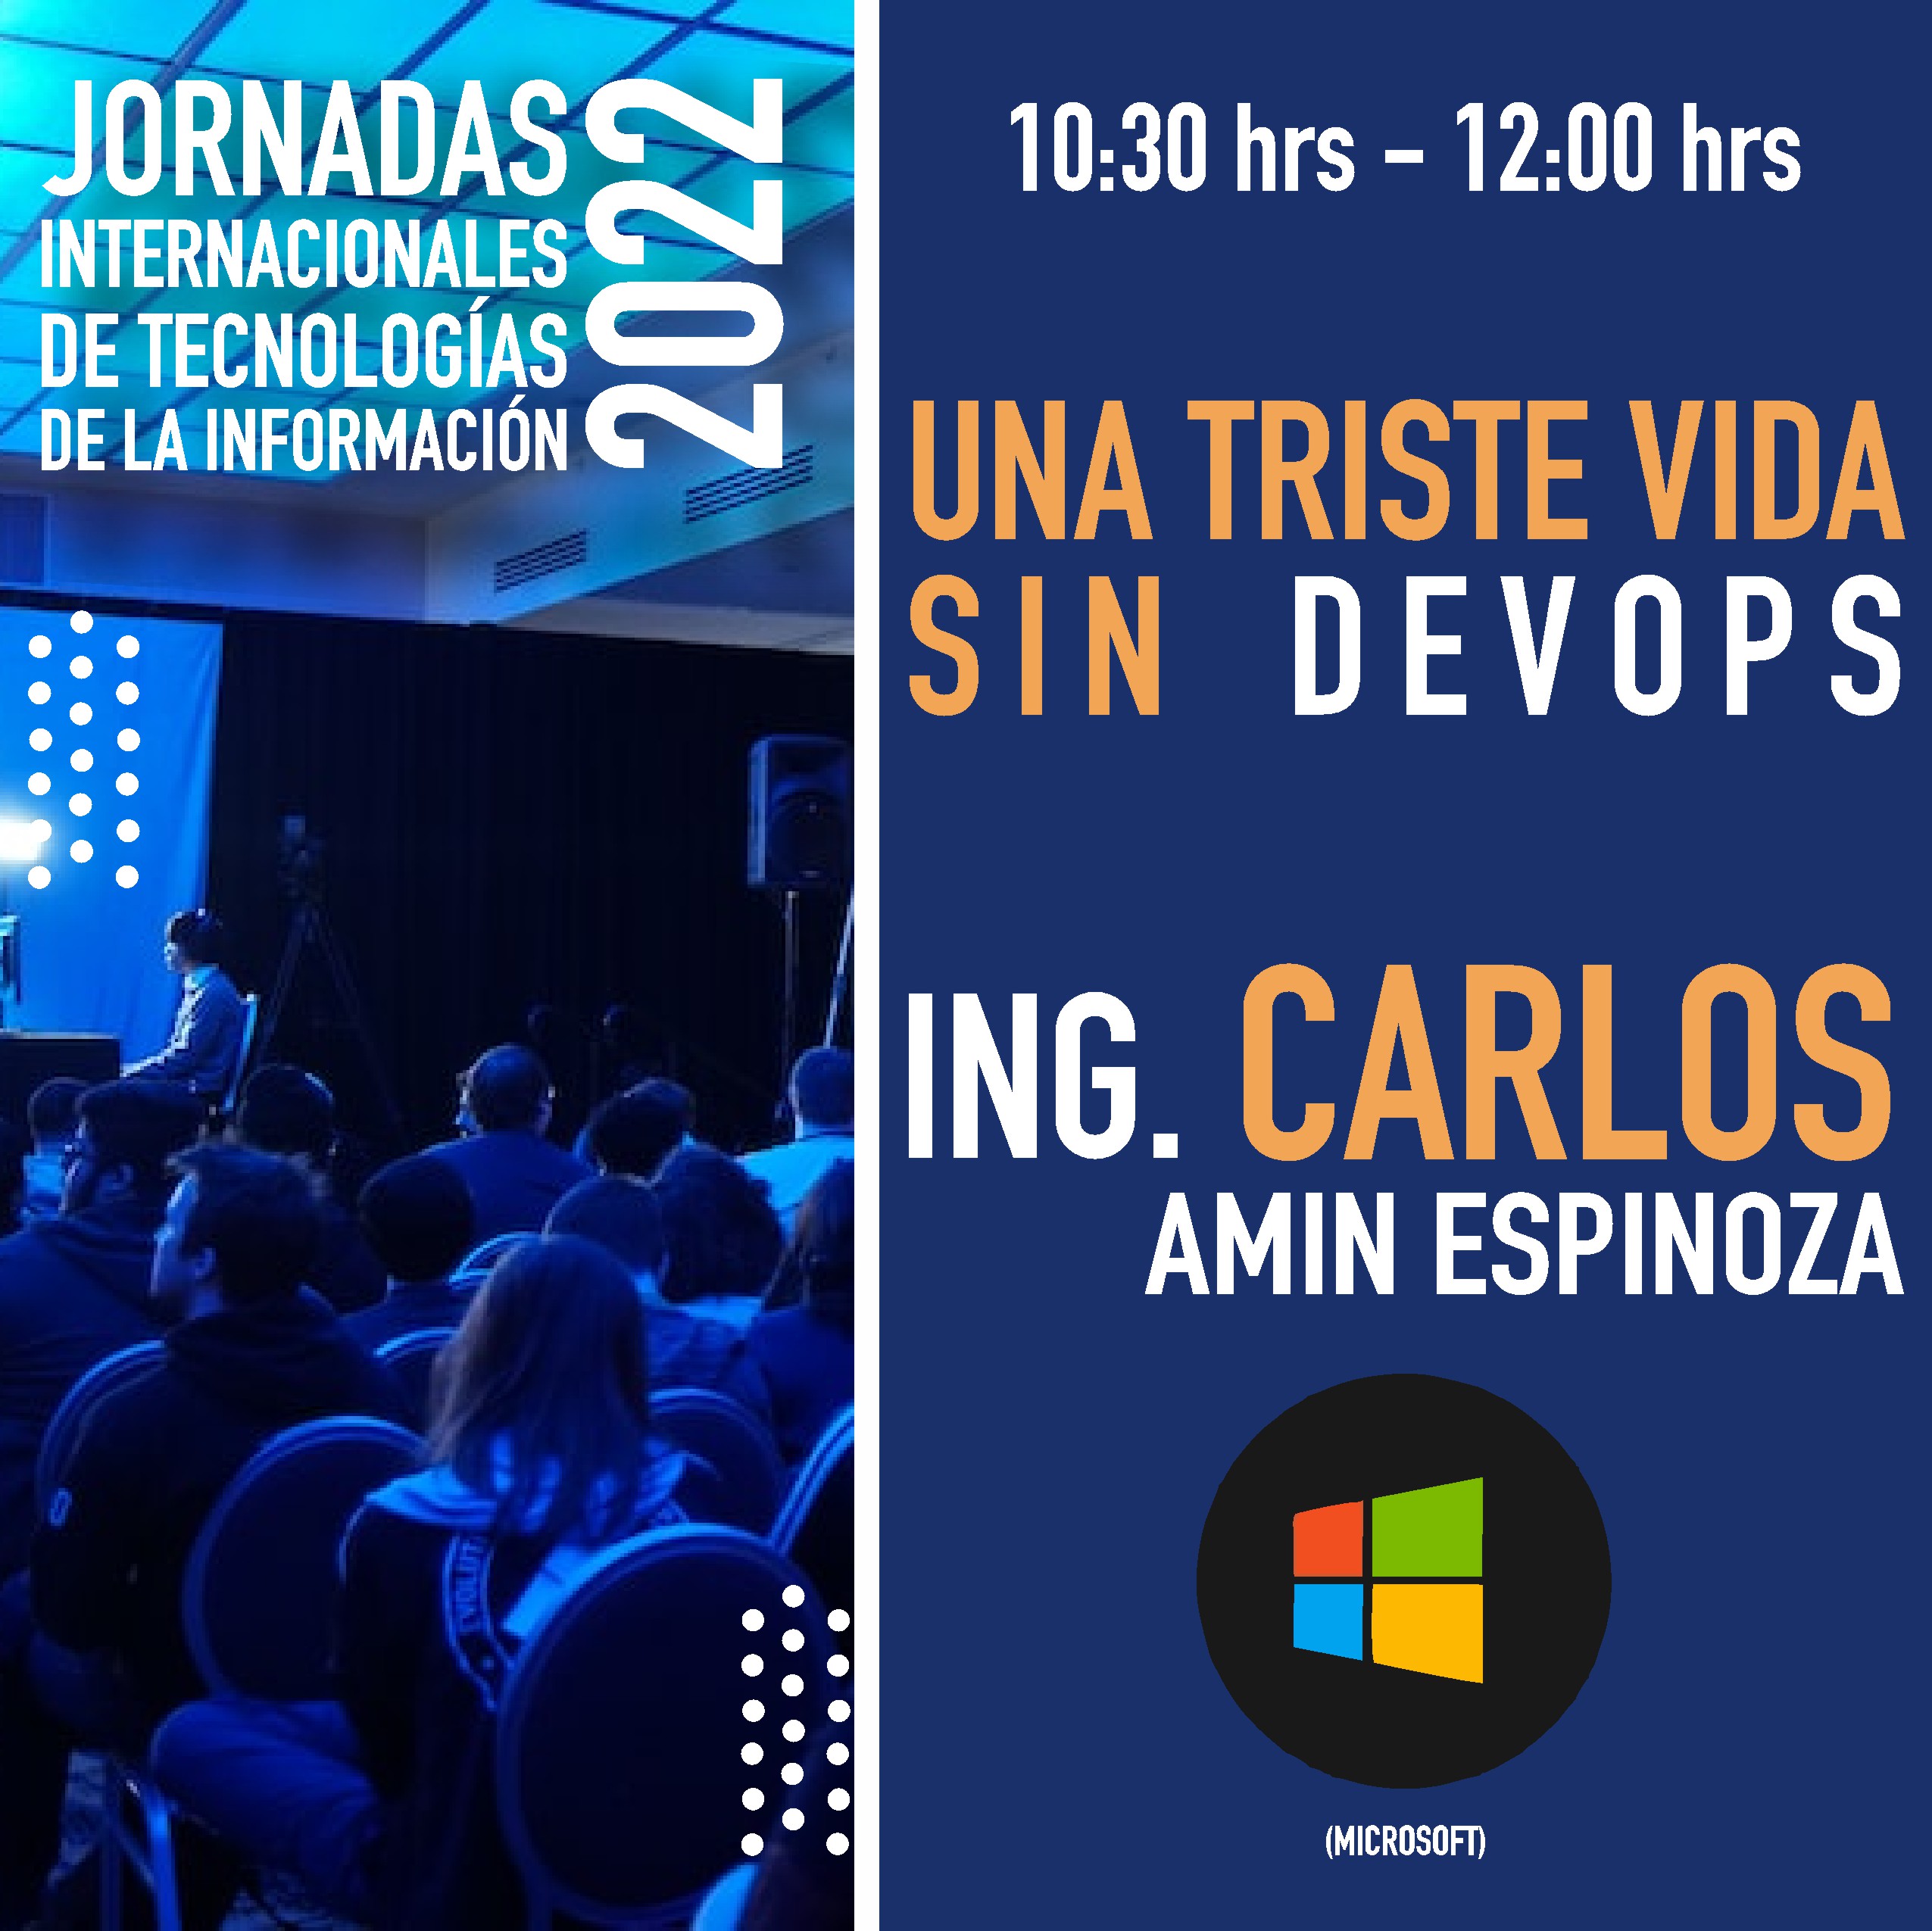 JORNADAS
INTERNACIONALES
DE TECNOLOGÍAS
DE LA INFORMACIÓN
2022
10:30 hrs – 12:00 hrs
UNA TRISTE VIDA
SIN DEVOPS
ING. CARLOS
AMIN ESPINOZA
(MICROSOFT)